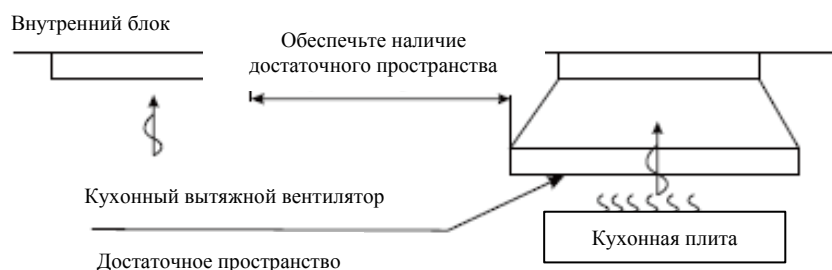 Внутренний блок
Обеспечьте наличие
достаточного пространства
Кухонный вытяжной вентилятор
Кухонная плита
Достаточное пространство